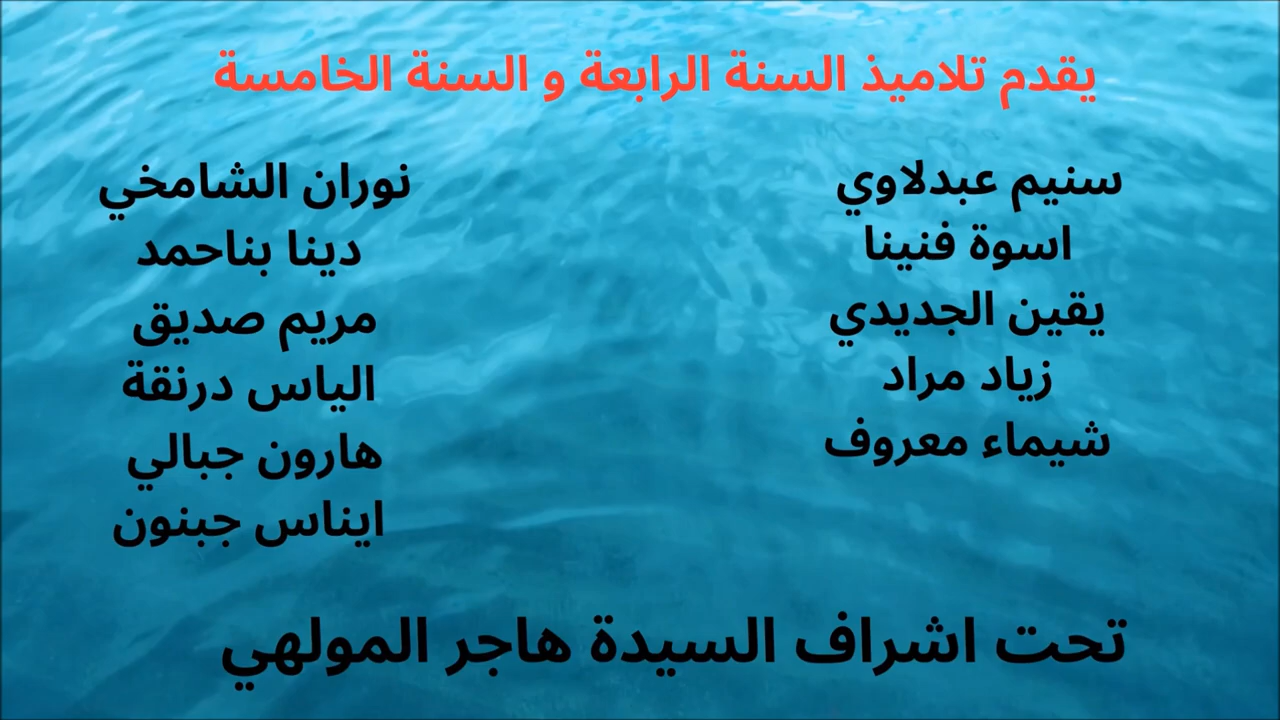 يقدم تلاميذ السنة الرابعة و السنة الخامسة
سنيم عبدلاوي
اسوة فنينا
يقين الجديدي
زياد مراد
شيماء معروف
نوران الشامخي
دينا بناحمد
مريم صديق
الياس درنقة
هارون جبالي
ايناس جبنون
تحت اشراف السيدة هاجر المولهي